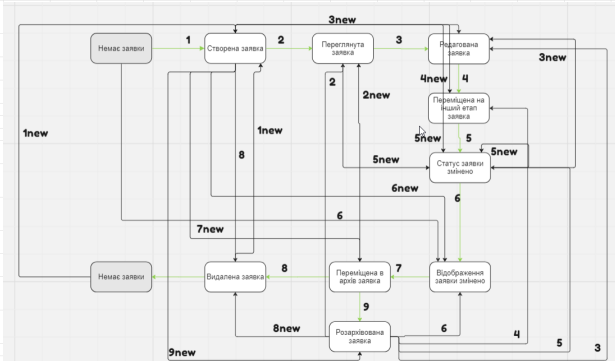 3new
Немає заявки
1
Створена заявка
2
Переглянута
заявка
3
Редагована
заявка
3new
2
2new
4new
4
Переміщена на
інший етап
заявка
1new
1new
5new
5
8
5new
5new
Статус заявки
змінено
6new
6
6
7new
Немає заявки
Видалена заявка
8
Переміщена в
архів заявка
7
Відображення
заявки змінено
9
8new
Розархівована
заявка
6
4
5
3
9new